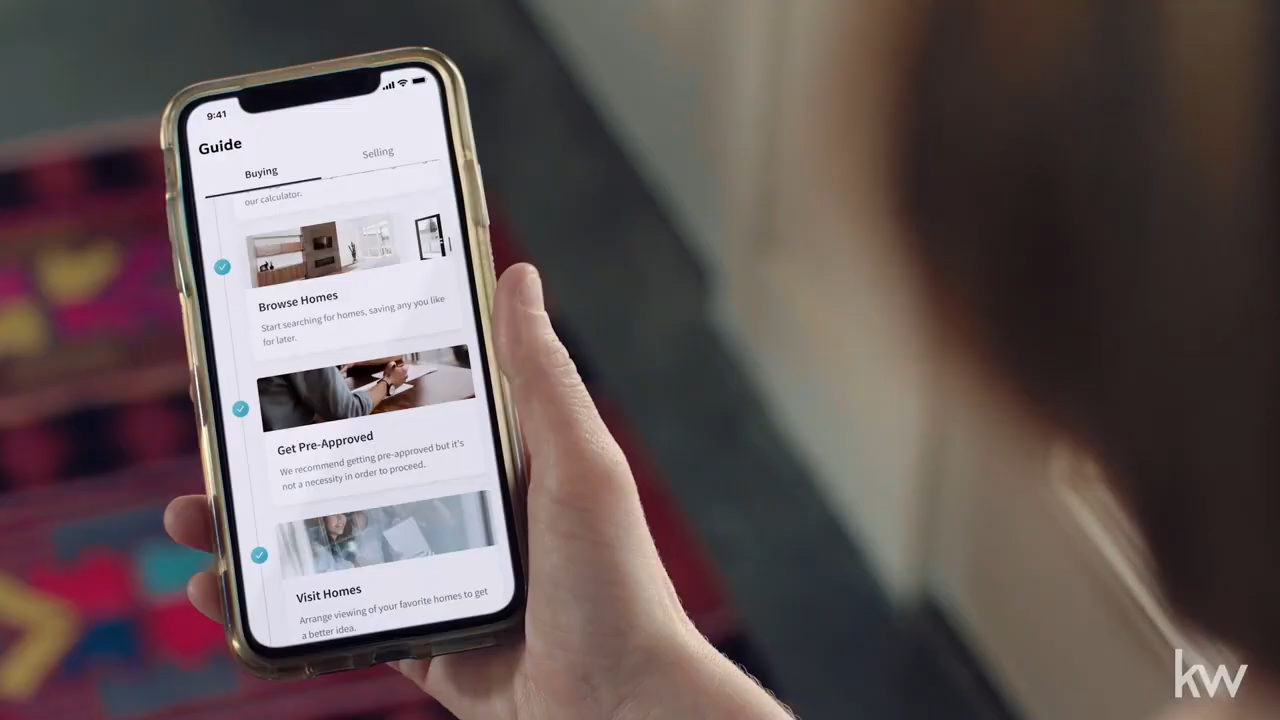 9:41
Guide
Buying
Selling
our calculator.
Browse Homes
Start searching for homes, saving any you like
for later.
Get Pre-Approved
We recommend getting pre-approved but it's
not a necessity in order to proceed.
Visit Homes
Arrange viewing of your favorite homes to get
a better idea.
kw